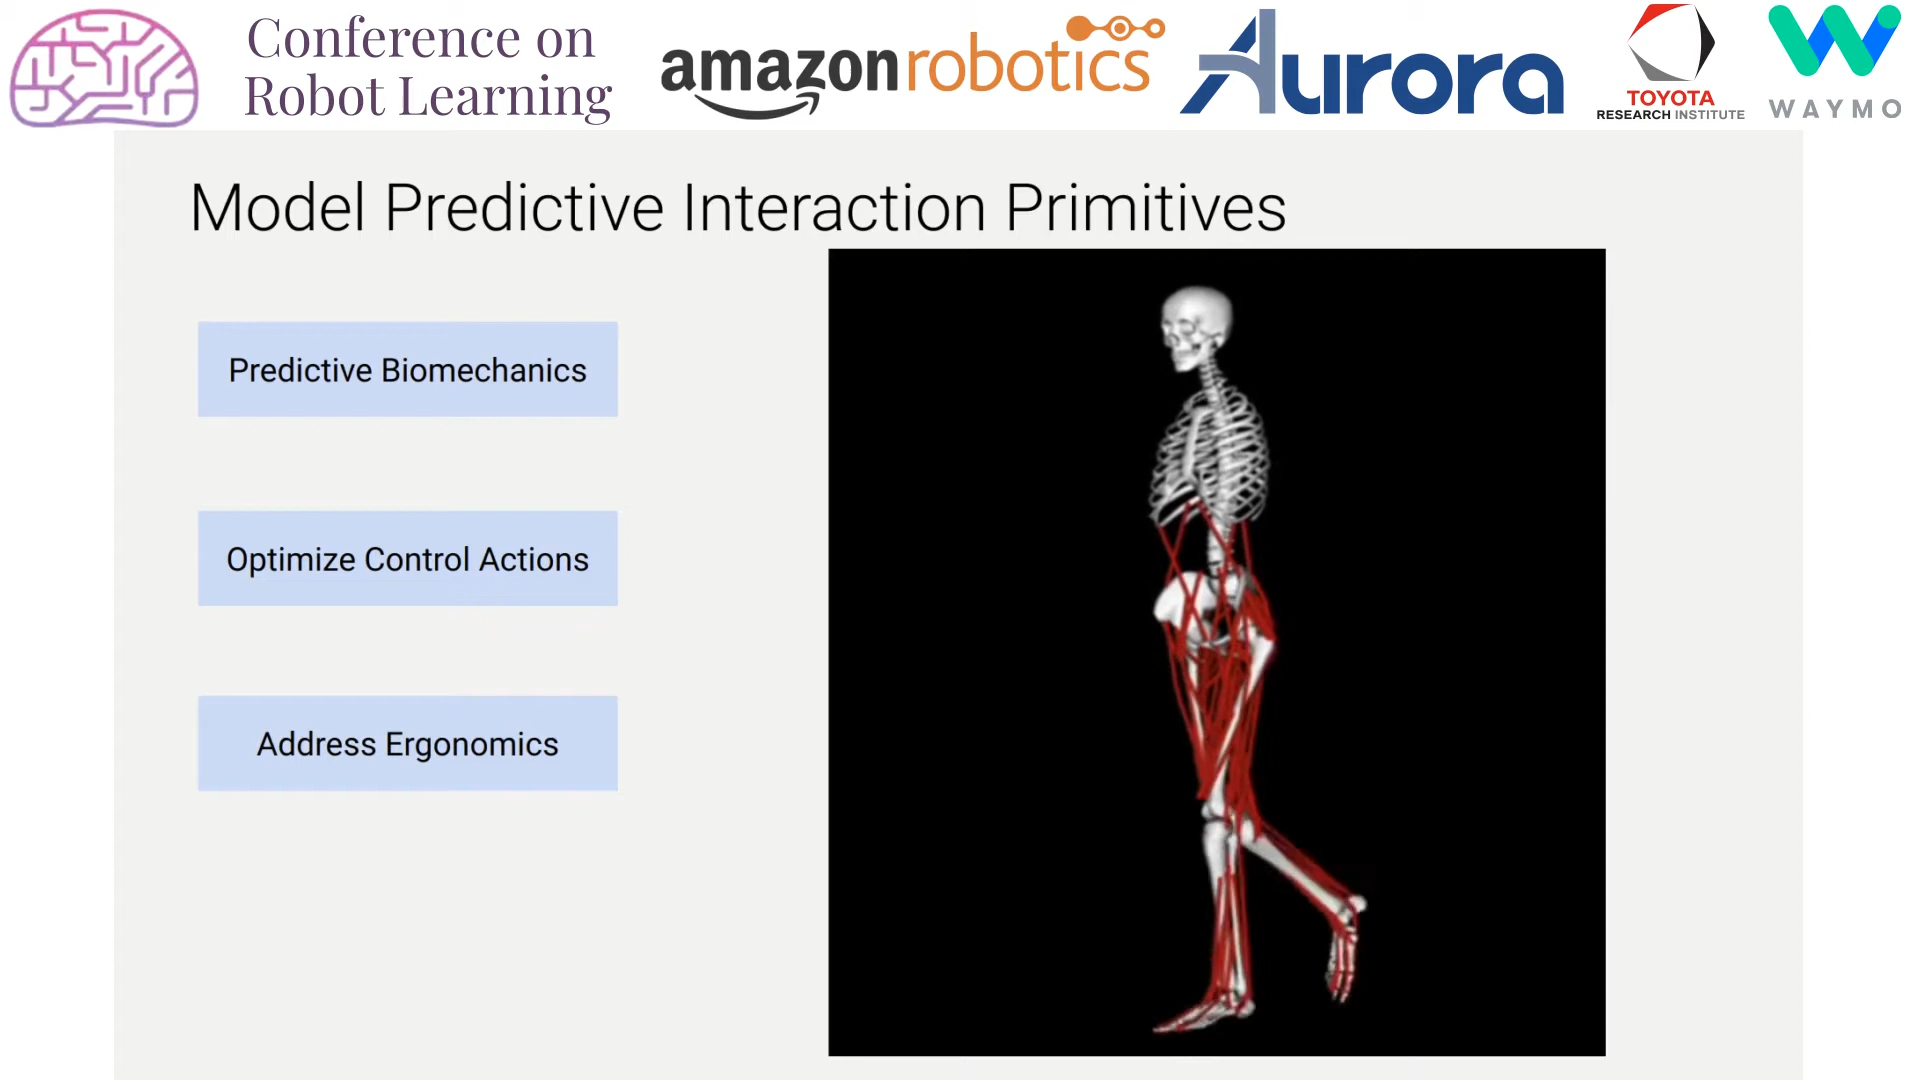 Conference on
Robot Learning
amazon robotics
Aurora
TOYOTA
RESEARCH INSTITUTE
WAYMO
Model Predictive Interaction Primitives
Predictive Biomechanics
Optimize Control Actions
Address Ergonomics